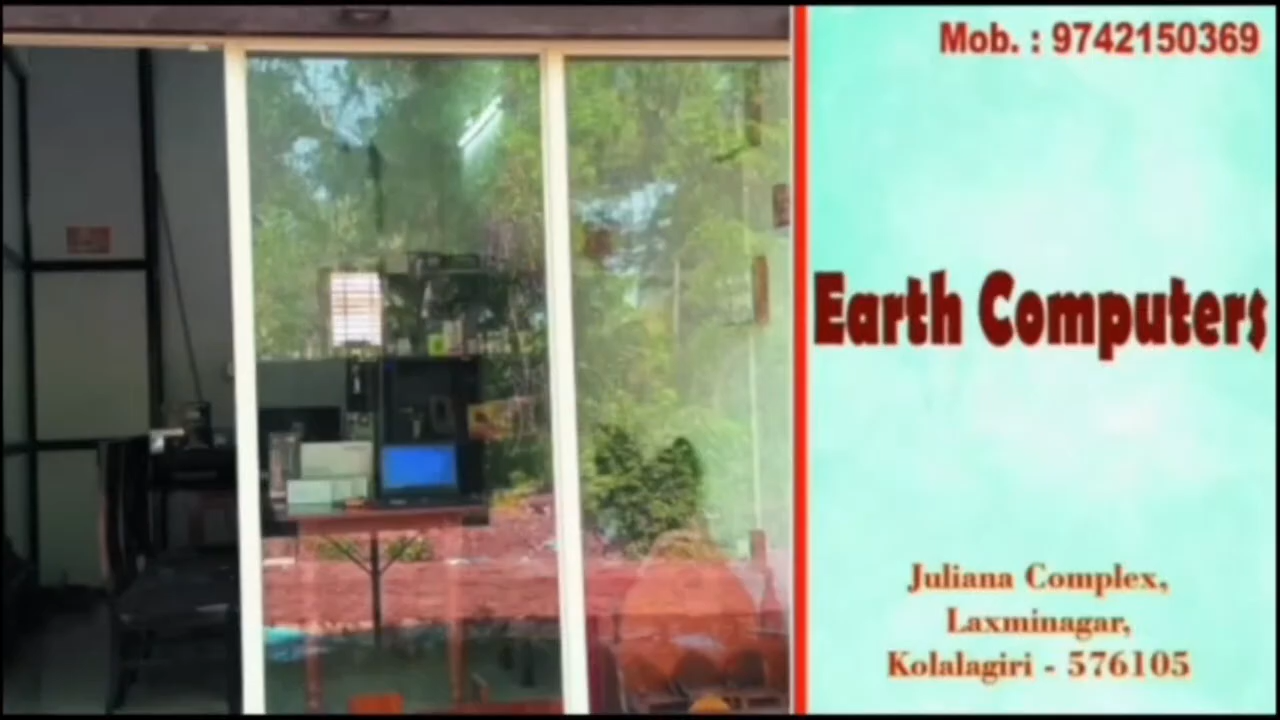 Mob. : 9742150369
Earth Computers
Juliana Complex,
Laxminagar,
Kolalagiri - 576105